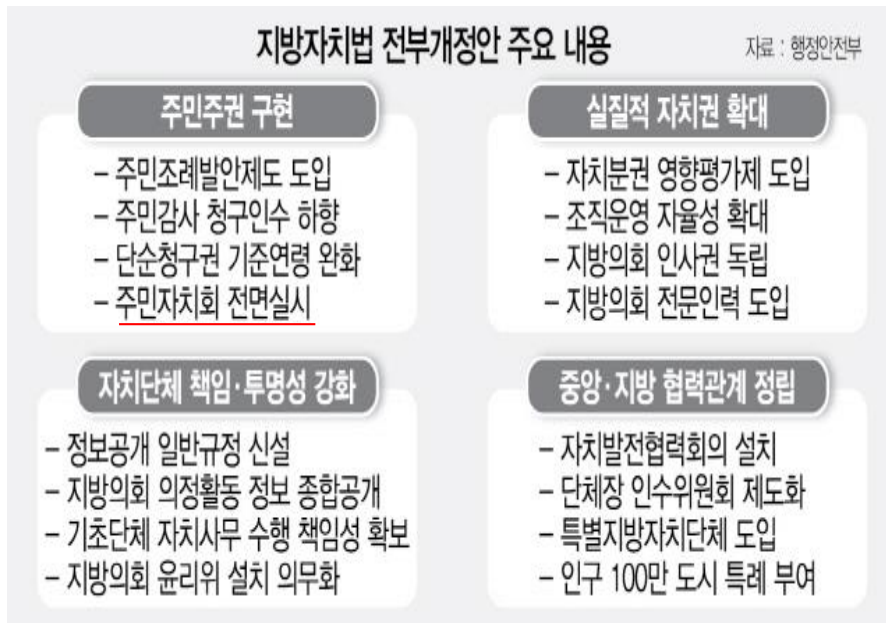 지방자치법 전부개정안 주요 내용
자료 : 행정안전부
주민주권 구현
– 주민조례발안제도 도입
– 주민감사 청구인수 하향
– 단순청구권 기준연령 완화
– 주민자치회 전면실시
실질적 자치권 확대
– 자치분권 영향평가제 도입
– 조직운영 자율성 확대
– 지방의회 인사권 독립
– 지방의회 전문인력 도입
자치단체 책임·투명성 강화
– 정보공개 일반규정 신설
– 지방의회 의정활동 정보 종합공개
– 기초단체 자치사무 수행 책임성 확보
– 지방의회 윤리위 설치 의무화
중앙·지방 협력관계 정립
– 자치발전협력회의 설치
– 단체장 인수위원회 제도화
– 특별지방자치단체 도입
– 인구 100만 도시 특례 부여